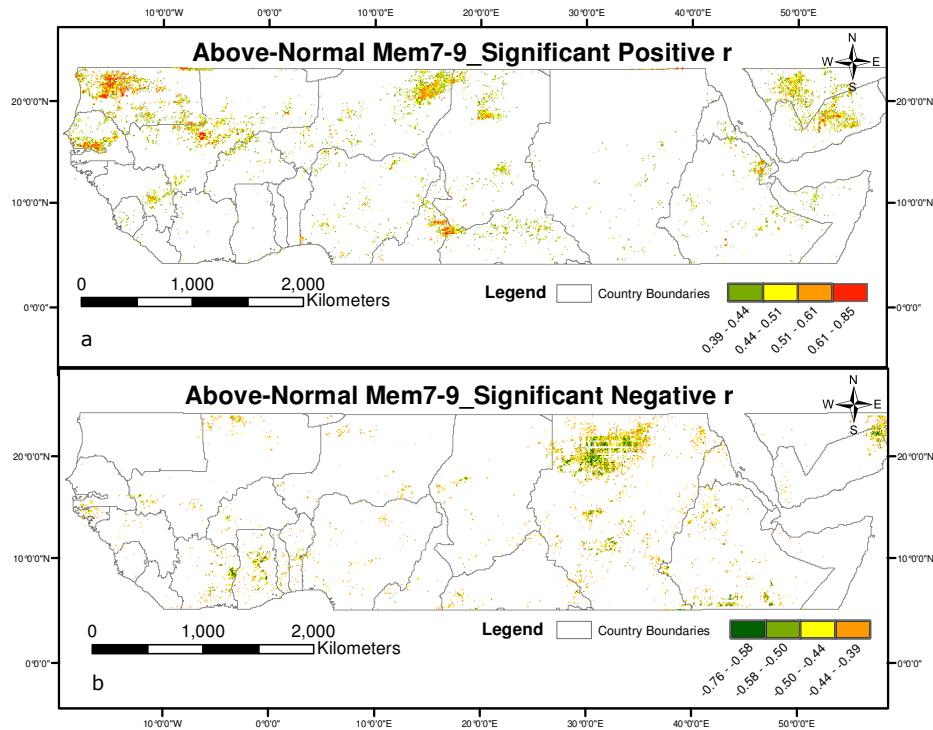 10°0'0"W 0°0'0" 10°0'0"E 20°0'0"E 30°0'0"E 40°0'0"E 50°0'0"E
Above-Normal Mem7-9_Significant Positive r
N
W E
S
20°0'0"N 20°0'0"N
10°0'0"N 10°0'0"N
0 1,000 2,000
Kilometers
Legend Country Boundaries
0.39 - 0.44 0.44 - 0.51 0.51 - 0.61 0.61 - 0.85
0°0'0" 0°0'0"
a
Above-Normal Mem7-9_Significant Negative r
N
W E
S
20°0'0"N 20°0'0"N
10°0'0"N 10°0'0"N
0 1,000 2,000
Kilometers
Legend Country Boundaries
-0.76 - -0.58 -0.58 - -0.50 -0.50 - -0.44 -0.44 - -0.39
0°0'0" 0°0'0"
b
10°0'0"W 0°0'0" 10°0'0"E 20°0'0"E 30°0'0"E 40°0'0"E 50°0'0"E